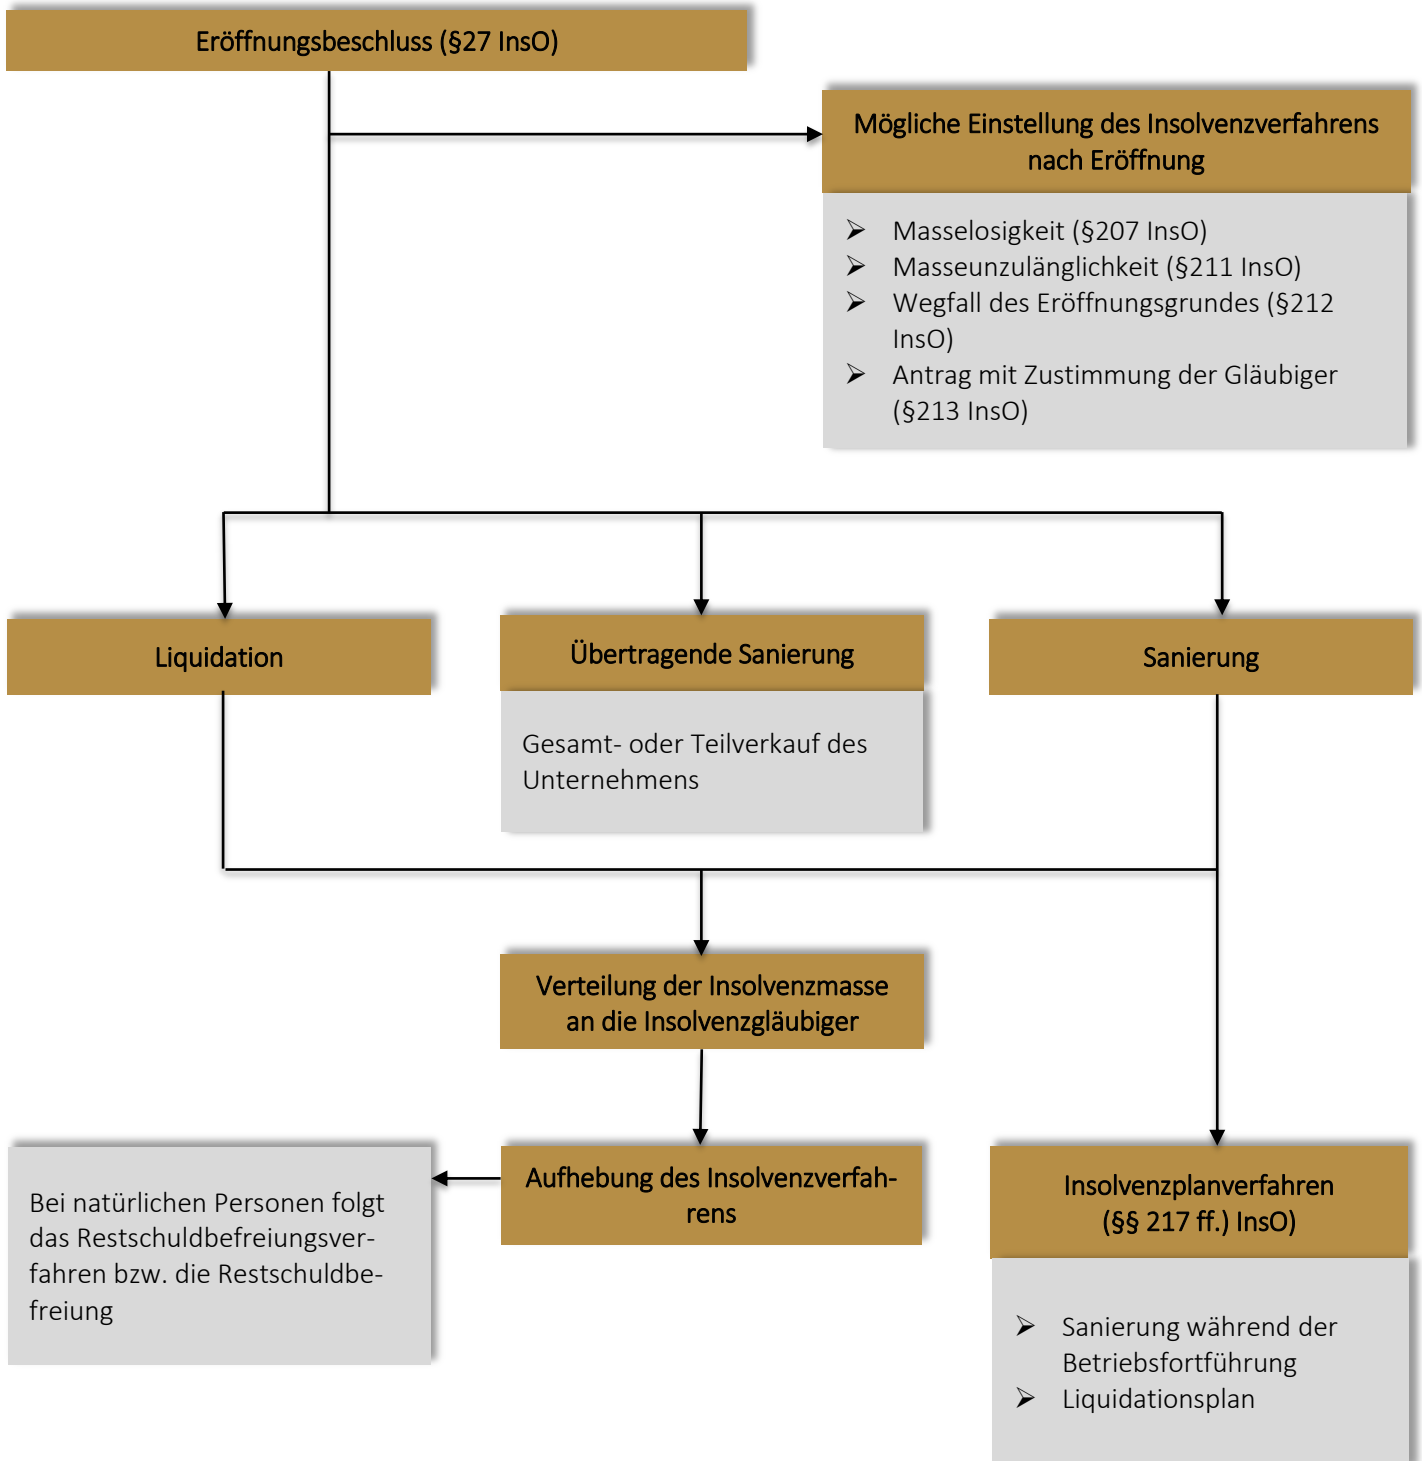 Eröffnungsbeschluss (§27 InsO)
Mögliche Einstellung des Insolvenzverfahrens
nach Eröffnung
➢ Masselosigkeit (§207 InsO)
➢ Masseunzulänglichkeit (§211 InsO)
➢ Wegfall des Eröffnungsgrundes (§212
InsO)
➢ Antrag mit Zustimmung der Gläubiger
(§213 InsO)
Liquidation
Übertragende Sanierung
Gesamt- oder Teilverkauf des
Unternehmens
Sanierung
Verteilung der Insolvenzmasse
an die Insolvenzgläubiger
Aufhebung des Insolvenzverfah-
rens
Bei natürlichen Personen folgt
das Restschuldbefreiungsver-
fahren bzw. die Restschuldbe-
freiung
Insolvenzplanverfahren
(§§ 217 ff.) InsO)
➢ Sanierung während der
Betriebsfortführung
➢ Liquidationsplan